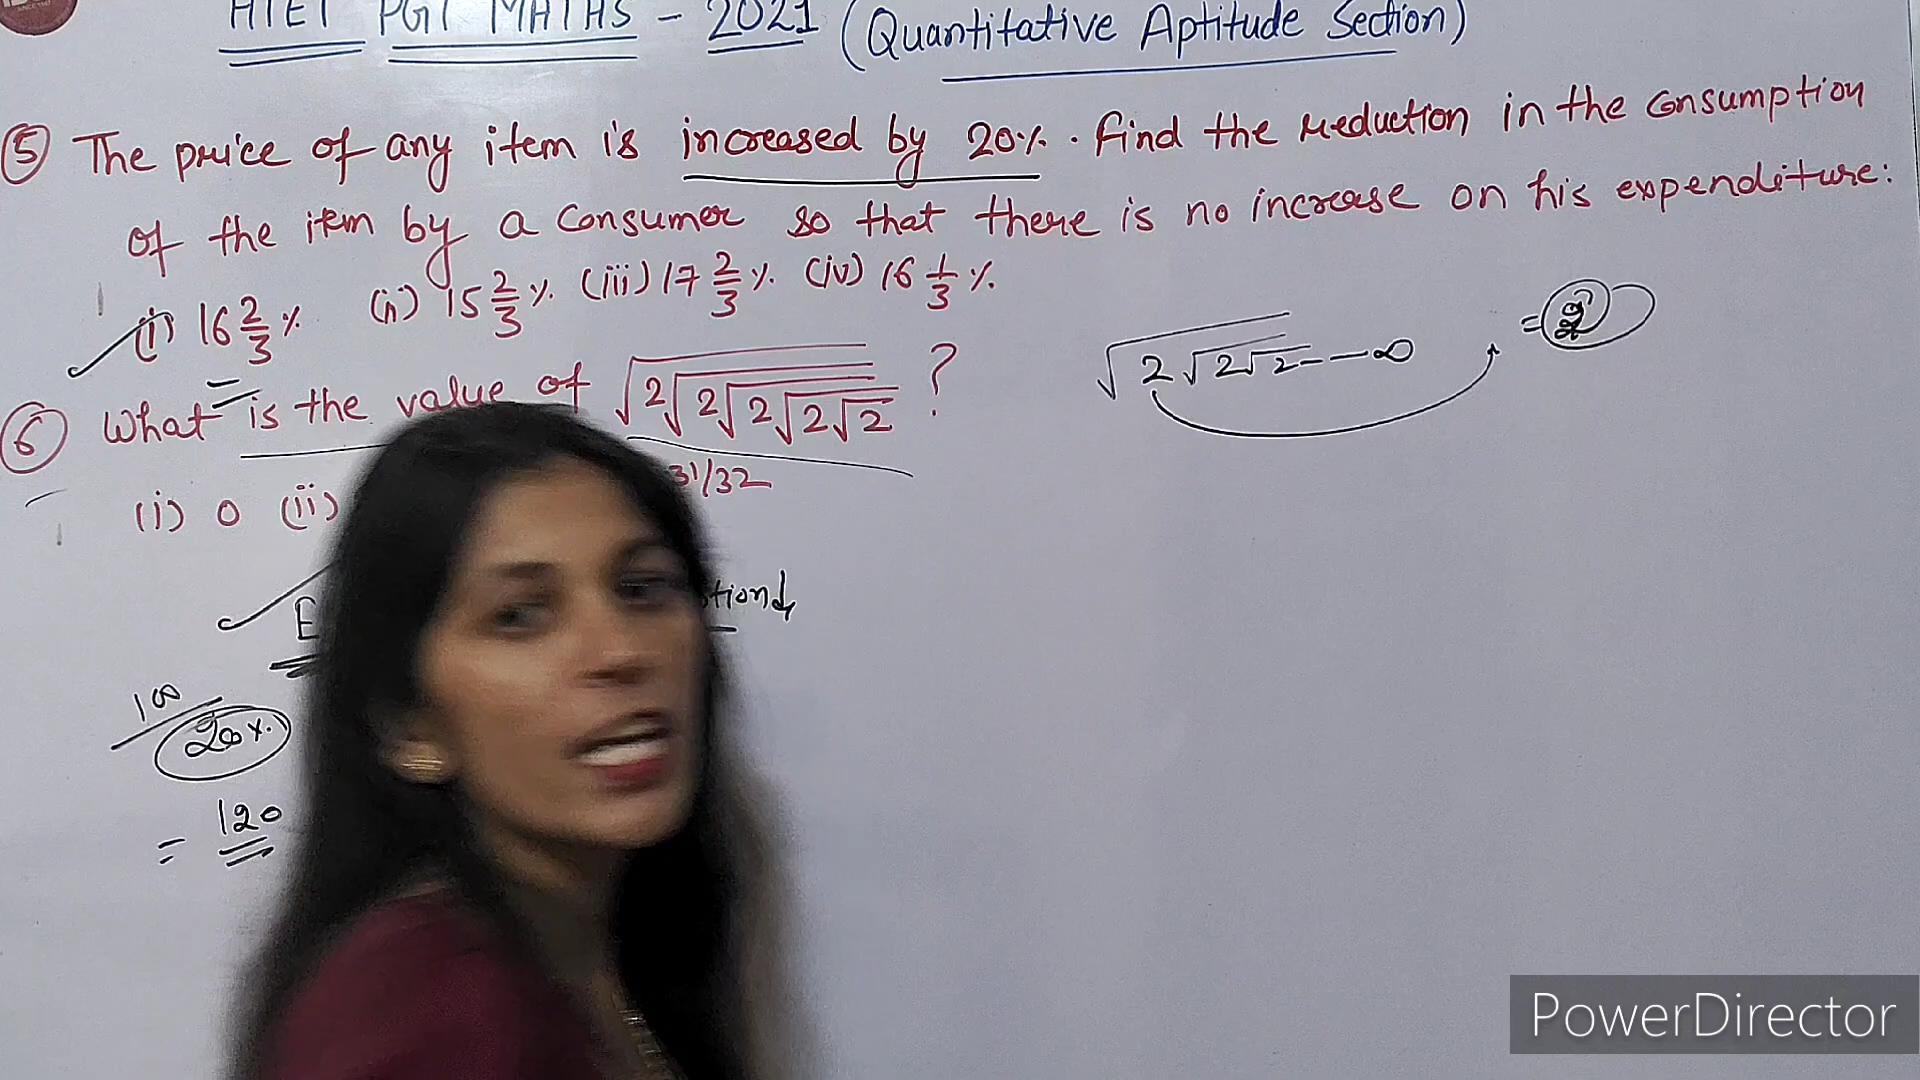 HTET PGT MATHS - 2021 (Quantitative Aptitude Section)
(5) The price of any item is increased by 20%. Find the reduction in the consumption
of the item by a consumer so that there is no increase on his expenditure:
(i) 16 2/3 % (ii) 15 2/3 % (iii) 17 2/3 % (iv) 16 1/3 %
(6) What is the value of √2√2√2√2√2 ?
(i) 0 (ii) 31/32
√2√2√2---∞ = 2
E tion↓
100
20%
= 120
PowerDirector